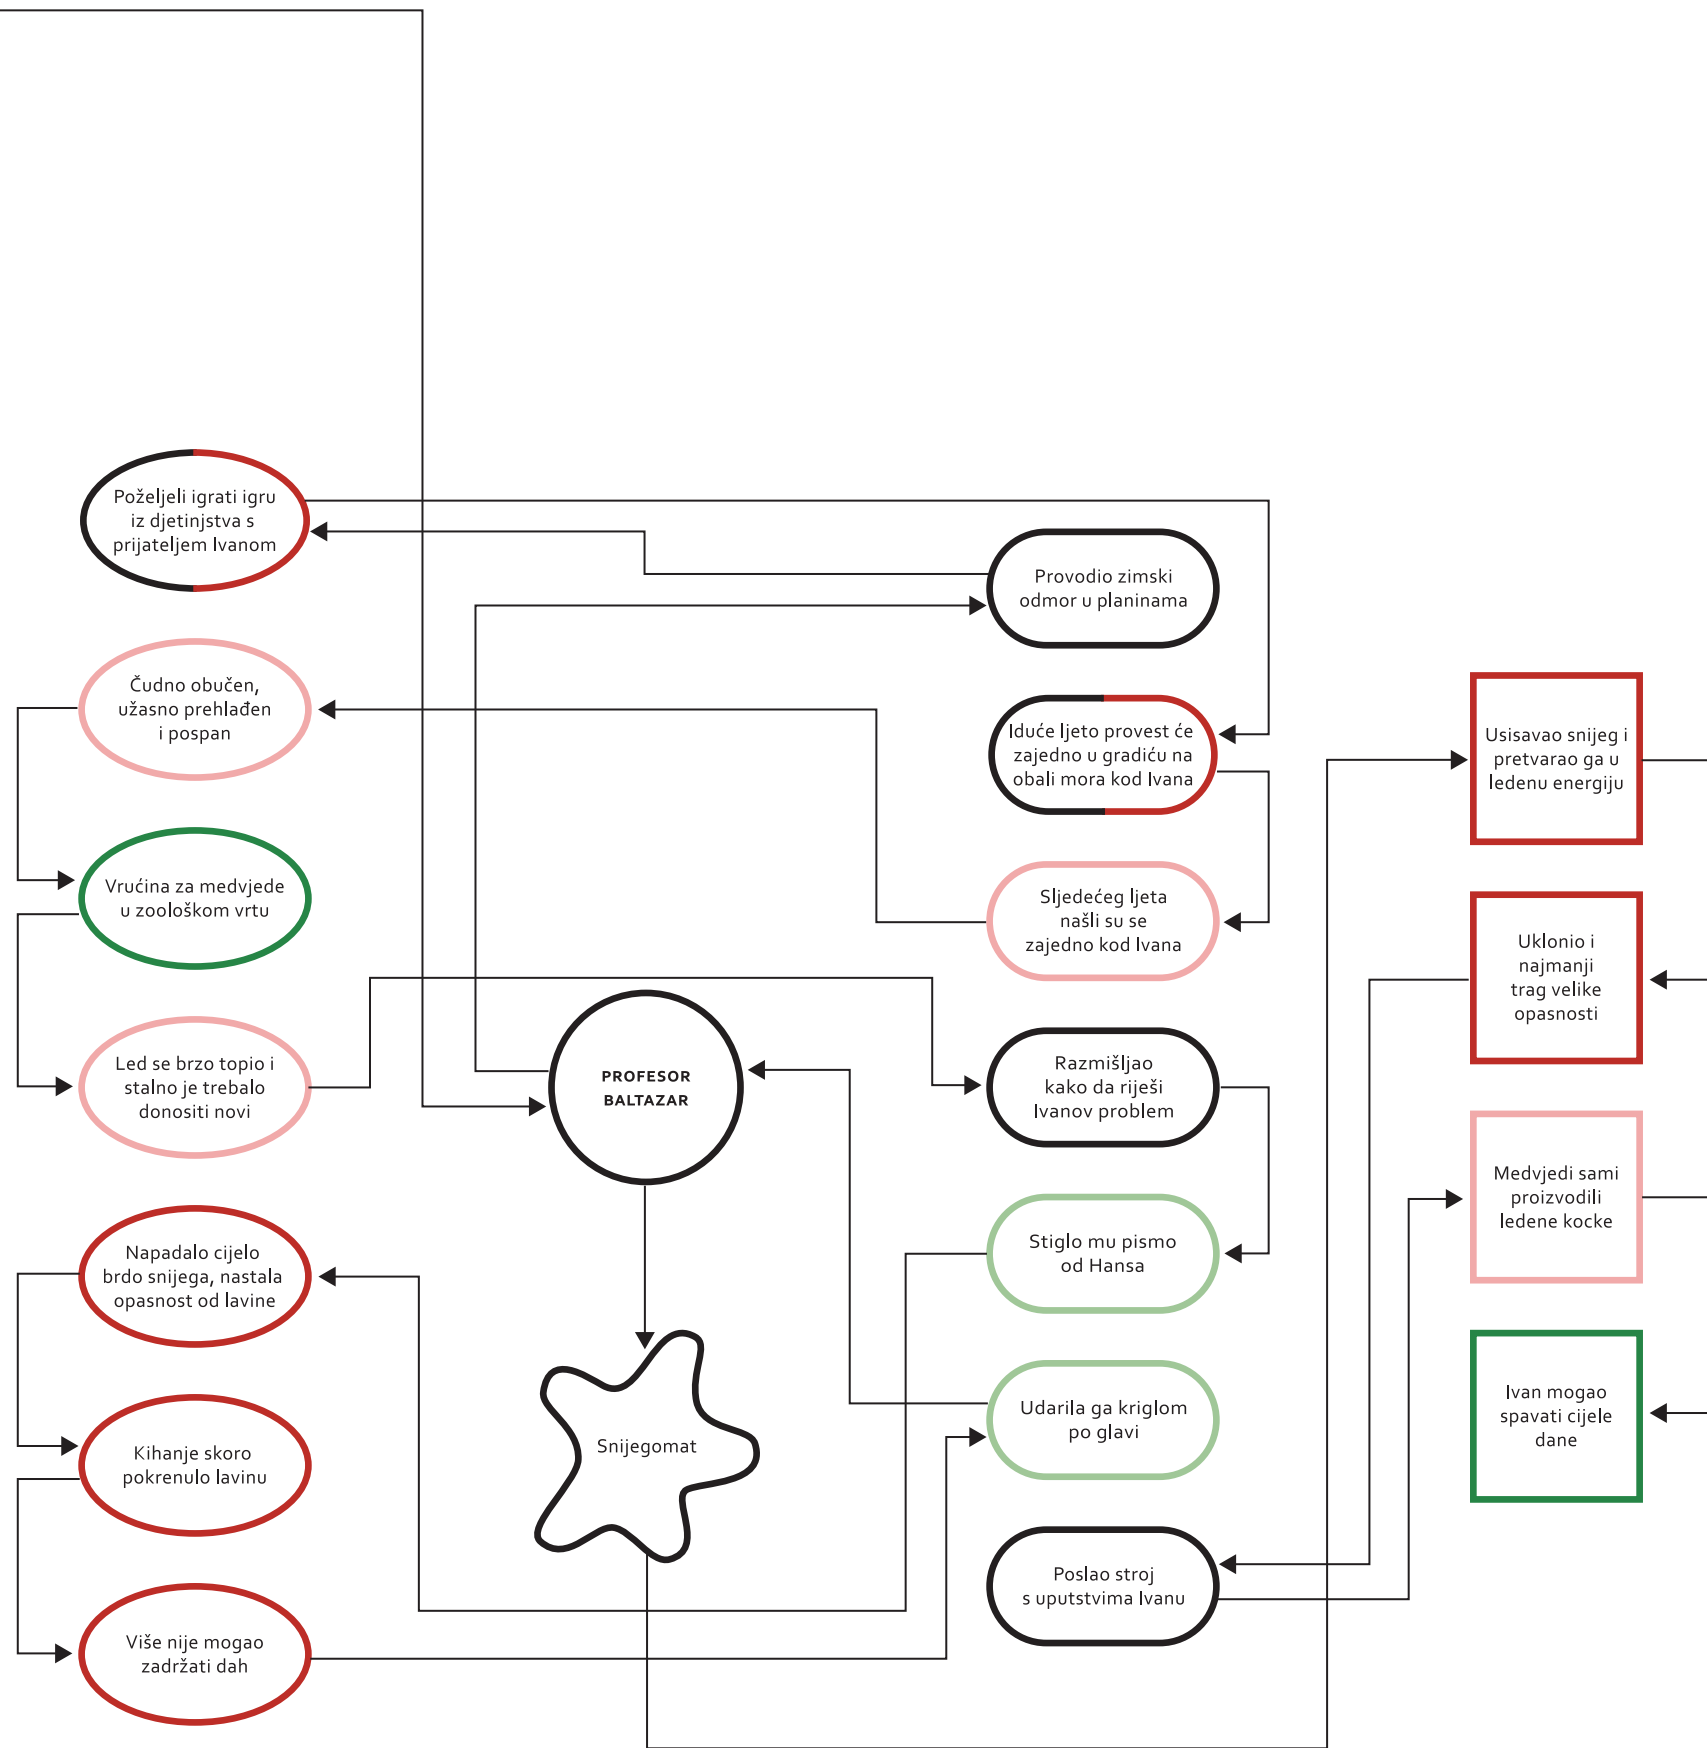 Poželjeli igrati igru
iz djetinjstva s
prijateljem Ivanom
Čudno obučen,
užasno prehlađen
i pospan
Vrućina za medvjede
u zoološkom vrtu
Led se brzo topio i
stalno je trebalo
donositi novi
Napadalo cijelo
brdo snijega, nastala
opasnost od lavine
Kihanje skoro
pokrenulo lavinu
Više nije mogao
zadržati dah
PROFESOR
BALTAZAR
Snijegomat
Provodio zimski
odmor u planinama
Iduće ljeto provest će
zajedno u gradiću na
obali mora kod Ivana
Sljedećeg ljeta
našli su se
zajedno kod Ivana
Razmišljao
kako da riješi
Ivanov problem
Stiglo mu pismo
od Hansa
Udarila ga kriglom
po glavi
Poslao stroj
s uputstvima Ivanu
Usisavao snijeg i
pretvarao ga u
ledenu energiju
Uklonio i
najmanji
trag velike
opasnosti
Medvjedi sami
proizvodili
ledene kocke
Ivan mogao
spavati cijele
dane